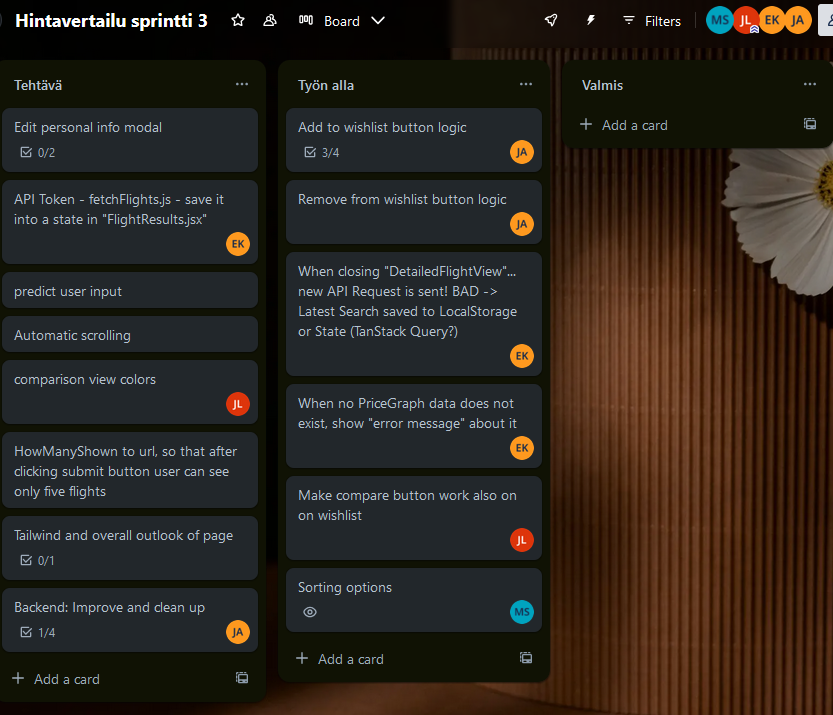 Hintavertailu sprintti 3
Board
Filters
MS
JL
EK
JA
Tehtävä
Edit personal info modal
0/2
API Token - fetchFlights.js - save it
into a state in "FlightResults.jsx"
EK
predict user input
Automatic scrolling
comparison view colors
JL
HowManyShown to url, so that after
clicking submit button user can see
only five flights
Tailwind and overall outlook of page
0/1
Backend: Improve and clean up
1/4
JA
Add a card
Työn alla
Add to wishlist button logic
3/4
JA
Remove from wishlist button logic
JA
When closing "DetailedFlightView"...
new API Request is sent! BAD ->
Latest Search saved to LocalStorage
or State (TanStack Query?)
EK
When no PriceGraph data does not
exist, show "error message" about it
EK
Make compare button work also on
on wishlist
JL
Sorting options
MS
Add a card
Valmis
Add a card